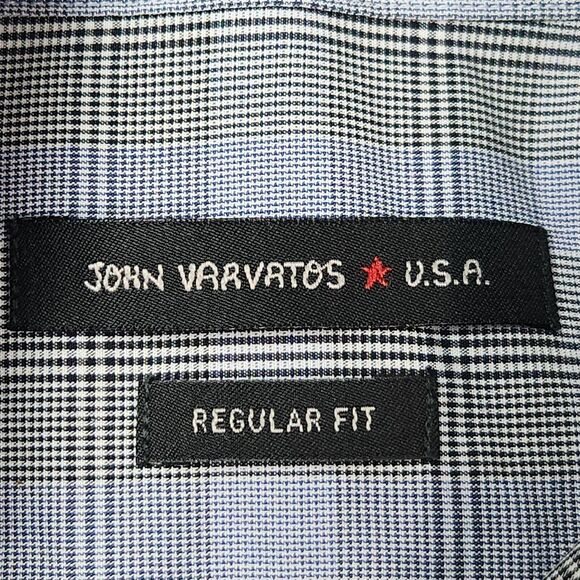 JOHN VARVATOS ★ U.S.A.
REGULAR FIT